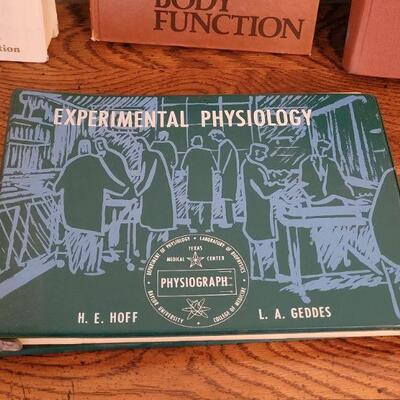 tion
BODY
FUNCTION
EXPERIMENTAL PHYSIOLOGY
DEPARTMENT OF PHYSIOLOGY • LABORATORY OF BIOPHYSICS
TEXAS
MEDICAL CENTER
PHYSIOGRAPH
BAYLOR UNIVERSITY COLLEGE OF MEDICINE
H. E. HOFF
L. A. GEDDES